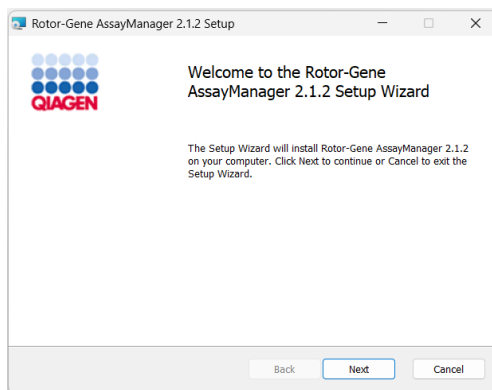 Rotor-Gene AssayManager 2.1.2 Setup
QIAGEN
Welcome to the Rotor-Gene
AssayManager 2.1.2 Setup Wizard
The Setup Wizard will install Rotor-Gene AssayManager 2.1.2
on your computer. Click Next to continue or Cancel to exit the
Setup Wizard.
Back Next Cancel